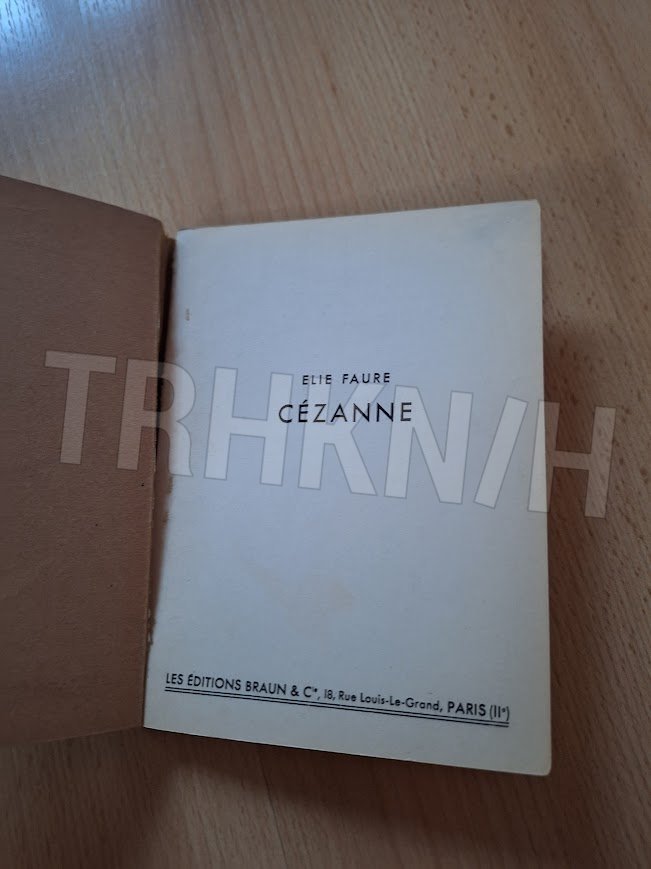 ELIE FAURE
CÉZANNE
TRHKN/H
LES ÉDITIONS BRAUN & Cie, 18, Rue Louis-Le-Grand, PARIS (IIe)